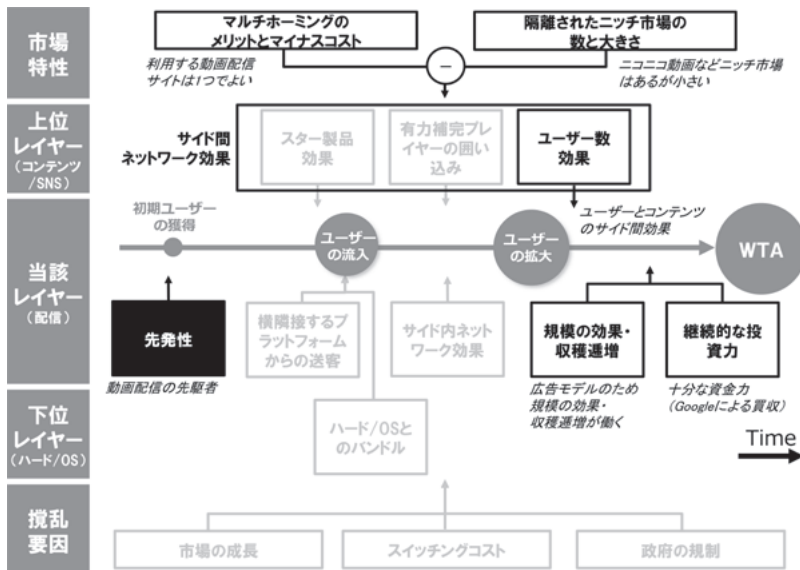 市場
特性
マルチホーミングの
メリットとマイナスコスト
隔離されたニッチ市場の
数と大きさ
利用する動画配信
サイトは1つでよい
−
ニコニコ動画などニッチ市場
はあるが小さい
上位
レイヤー
(コンテンツ
/SNS)
サイド間
ネットワーク効果
スター製品
効果
有力補完プレ
イヤーの囲い
込み
ユーザー数
効果
当該
レイヤー
(配信)
初期ユーザー
の獲得
ユーザー
の流入
ユーザー
の拡大
ユーザーとコンテンツ
のサイド間効果
WTA
先発性
動画配信の先駆者
横隣接するプ
ラットフォーム
からの送客
サイド内ネット
ワーク効果
規模の効果・
収穫逓増
広告モデルのため
規模の効果・
収穫逓増が働く
継続的な投
資力
十分な資金力
(Googleによる買収)
下位
レイヤー
(ハード/OS)
ハード/OSと
のバンドル
Time
撹乱
要因
市場の成長
スイッチングコスト
政府の規制